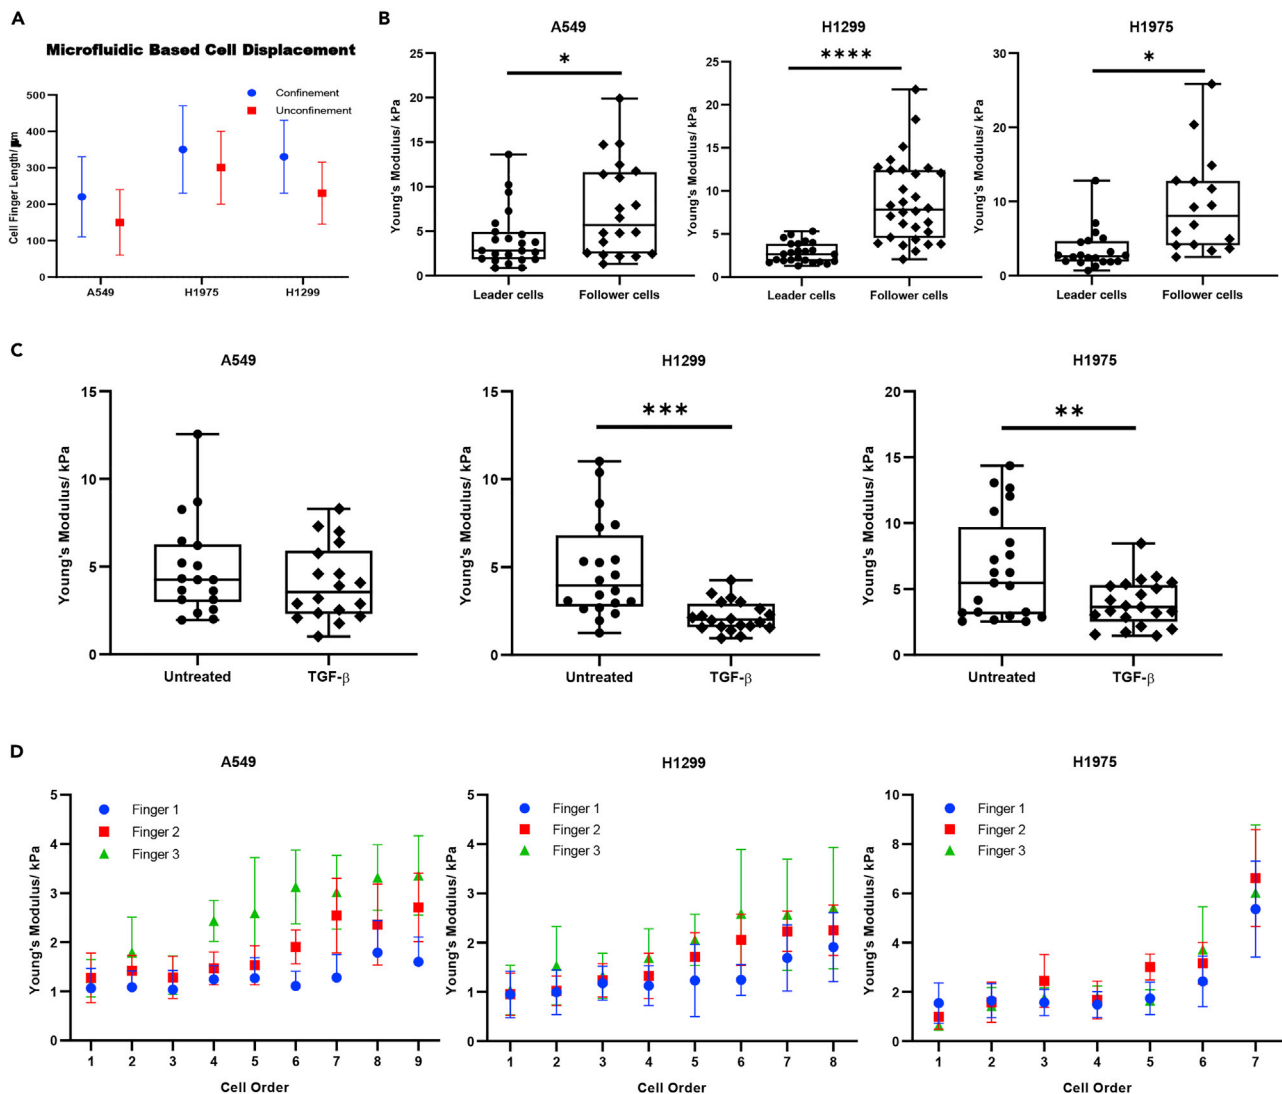 A
Microfluidic Based Cell Displacement
Confinement
Unconfinement
500
400
300
200
100
0
Cell Finger Length/ μm
A549
H1975
H1299
B
A549
*
25
20
15
10
5
0
Young's Modulus/ kPa
Leader cells
Follower cells
H1299
****
25
20
15
10
5
0
Young's Modulus/ kPa
Leader cells
Follower cells
H1975
*
30
25
20
15
10
5
0
Young's Modulus/ kPa
Leader cells
Follower cells
C
A549
15
10
5
0
Young's Modulus/ kPa
Untreated
TGF-β
H1299
***
15
10
5
0
Young's Modulus/ kPa
Untreated
TGF-β
H1975
**
20
15
10
5
0
Young's Modulus/ kPa
Untreated
TGF-β
D
A549
Finger 1
Finger 2
Finger 3
5
4
3
2
1
0
Young's Modulus/ kPa
1 2 3 4 5 6 7 8 9
Cell Order
H1299
Finger 1
Finger 2
Finger 3
5
4
3
2
1
0
Young's Modulus/ kPa
1 2 3 4 5 6 7 8
Cell Order
H1975
Finger 1
Finger 2
Finger 3
10
8
6
4
2
0
Young's Modulus/ kPa
1 2 3 4 5 6 7
Cell Order